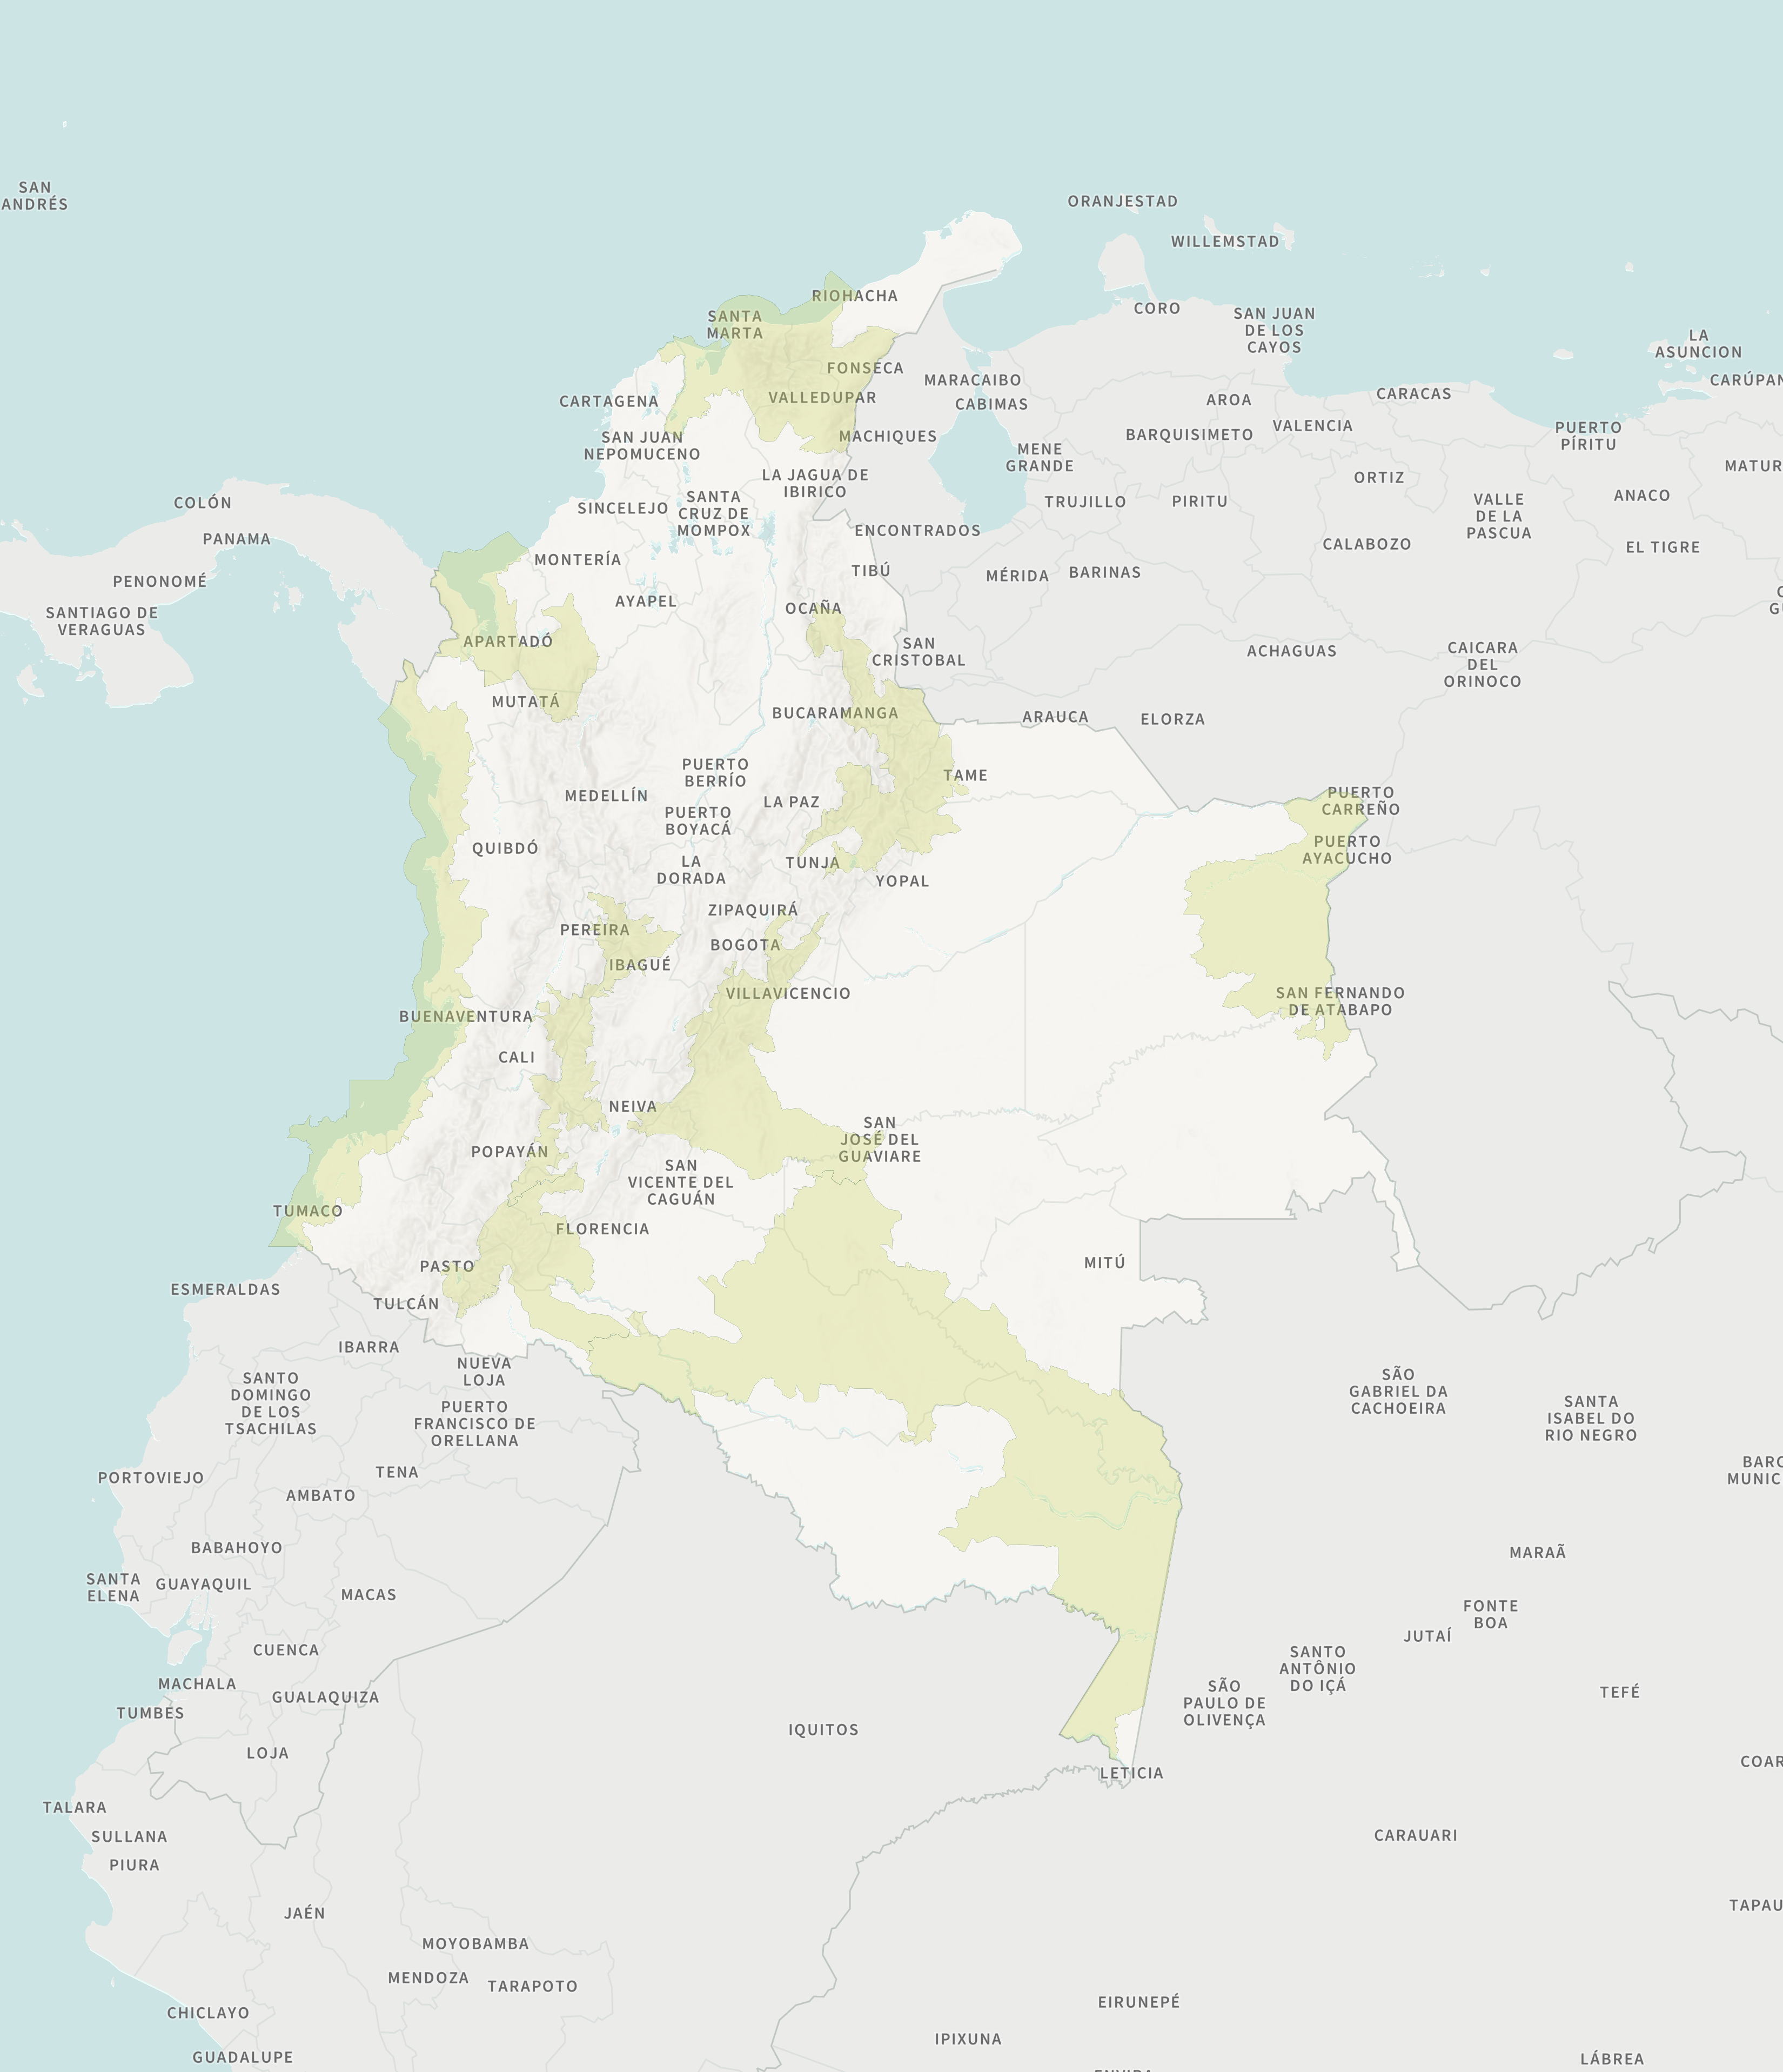 SAN
ANDRÉS
ORANJESTAD
WILLEMSTAD
RIOHACHA
SANTA
MARTA
CORO
SAN JUAN
DE LOS
CAYOS
LA
ASUNCION
FONSECA
MARACAIBO
CARÚPAN
VALLEDUPAR
CARTAGENA
CABIMAS
AROA
CARACAS
VALENCIA
MACHIQUES
BARQUISIMETO
PUERTO
PÍRITU
SAN JUAN
NEPOMUCENO
MENE
GRANDE
MATUR
LA JAGUA DE
IBIRICO
ORTIZ
COLÓN
SINCELEJO
SANTA
CRUZ DE
MOMPOX
TRUJILLO
PIRITU
VALLE
DE LA
PASCUA
ANACO
PANAMA
ENCONTRADOS
CALABOZO
EL TIGRE
MONTERÍA
TIBÚ
MÉRIDA
BARINAS
PENONOMÉ
AYAPEL
OCAÑA
SANTIAGO DE
VERAGUAS
APARTADÓ
SAN
CRISTOBAL
ACHAGUAS
CAICARA
DEL
ORINOCO
MUTATÁ
BUCARAMANGA
ARAUCA
ELORZA
PUERTO
BERRÍO
TAME
MEDELLÍN
LA PAZ
PUERTO
CARREÑO
PUERTO
BOYACÁ
QUIBDÓ
PUERTO
AYACUCHO
LA
DORADA
TUNJA
YOPAL
ZIPAQUIRÁ
PEREIRA
BOGOTA
IBAGUÉ
VILLAVICENCIO
SAN FERNANDO
DE ATABAPO
BUENAVENTURA
CALI
NEIVA
SAN
JOSÉ DEL
GUAVIARE
POPAYÁN
SAN
VICENTE DEL
CAGUÁN
TUMACO
FLORENCIA
PASTO
MITÚ
ESMERALDAS
TULCÁN
IBARRA
NUEVA
LOJA
SANTO
DOMINGO
DE LOS
TSACHILAS
SÃO
GABRIEL DA
CACHOEIRA
PUERTO
FRANCISCO DE
ORELLANA
SANTA
ISABEL DO
RIO NEGRO
PORTOVIEJO
TENA
BARC
MUNIC
AMBATO
BABAHOYO
MARAÃ
SANTA
ELENA
GUAYAQUIL
MACAS
FONTE
BOA
JUTAÍ
CUENCA
SANTO
ANTÔNIO
DO IÇÁ
MACHALA
GUALAQUIZA
SÃO
PAULO DE
OLIVENÇA
TEFÉ
TUMBES
IQUITOS
LOJA
COAR
LETICIA
TALARA
SULLANA
CARAUARI
PIURA
JAÉN
TAPAU
MOYOBAMBA
MENDOZA
TARAPOTO
EIRUNEPÉ
CHICLAYO
IPIXUNA
GUADALUPE
LÁBREA